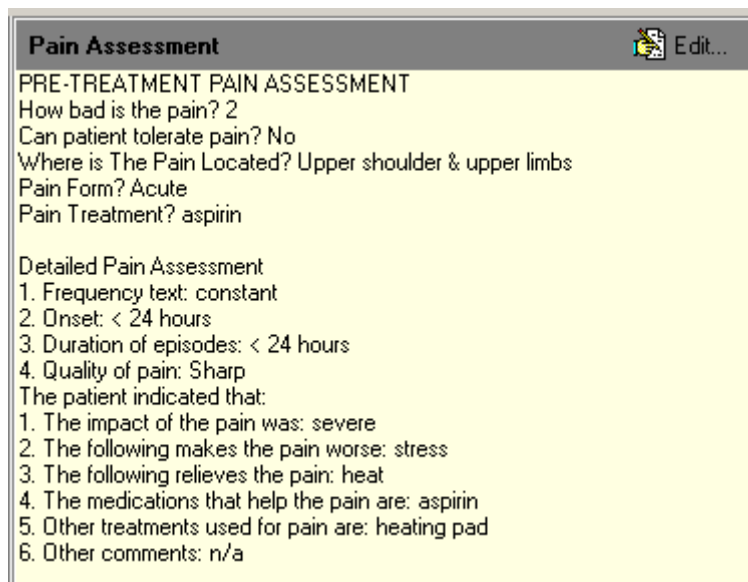 Pain Assessment
Edit...
PRE-TREATMENT PAIN ASSESSMENT
How bad is the pain? 2
Can patient tolerate pain? No
Where is The Pain Located? Upper shoulder & upper limbs
Pain Form? Acute
Pain Treatment? aspirin
Detailed Pain Assessment
1. Frequency text: constant
2. Onset: < 24 hours
3. Duration of episodes: < 24 hours
4. Quality of pain: Sharp
The patient indicated that:
1. The impact of the pain was: severe
2. The following makes the pain worse: stress
3. The following relieves the pain: heat
4. The medications that help the pain are: aspirin
5. Other treatments used for pain are: heating pad
6. Other comments: n/a